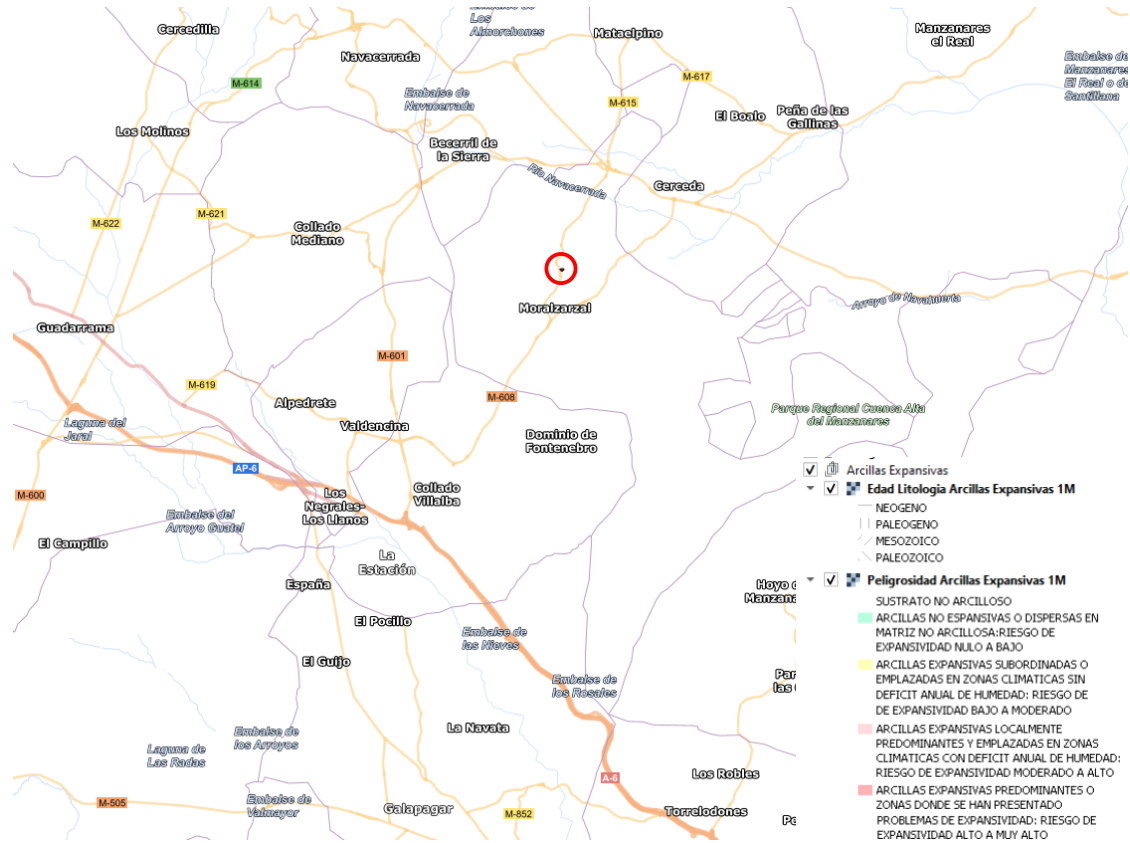 Embalse de
Los
Almorchones
Cercedilla
Mataelpino
Manzanares
el Real
Navacerrada
Embalse de
Manzanares
El Real o de
Santillana
M-617
M-614
Embalse de
Navacerrada
M-615
El Boalo
Peña de las
Gallinas
Los Molinos
Becerril de
la Sierra
Río Navacerrada
Cerceda
M-621
M-622
Collado
Mediano
Arroyo de Navalmuerta
Moralzarzal
Guadarrama
M-601
M-619
M-608
Alpedrete
Parque Regional Cuenca Alta
del Manzanares
Laguna del
Jaral
Valdencina
Dominio de
Fontenebro
AP-6
M-600
Los
Negrales-
Los Llanos
Collado
Villalba
Embalse del
Arroyo Guatel
El Campillo
La
Estación
España
Hoyo
Manzana
El Pocillo
Embalse de
las Nieves
El Guijo
Embalse de
los Rosales
Par
las
La Navata
Embalse de
los Arroyos
Laguna de
Las Radas
Los Robles
A-6
M-505
Embalse de
Valmayor
Galapagar
M-852
Torrelodones
Pe
Arcillas Expansivas
Edad Litologia Arcillas Expansivas 1M
NEOGENO
PALEOGENO
MESOZOICO
PALEOZOICO
Peligrosidad Arcillas Expansivas 1M
SUSTRATO NO ARCILLOSO
ARCILLAS NO ESPANSIVAS O DISPERSAS EN
MATRIZ NO ARCILLOSA:RIESGO DE
EXPANSIVIDAD NULO A BAJO
ARCILLAS EXPANSIVAS SUBORDINADAS O
EMPLAZADAS EN ZONAS CLIMATICAS SIN
DEFICIT ANUAL DE HUMEDAD: RIESGO DE
DE EXPANSIVIDAD BAJO A MODERADO
ARCILLAS EXPANSIVAS LOCALMENTE
PREDOMINANTES Y EMPLAZADAS EN ZONAS
CLIMATICAS CON DEFICIT ANUAL DE HUMEDAD:
RIESGO DE EXPANSIVIDAD MODERADO A ALTO
ARCILLAS EXPANSIVAS PREDOMINANTES O
ZONAS DONDE SE HAN PRESENTADO
PROBLEMAS DE EXPANSIVIDAD: RIESGO DE
EXPANSIVIDAD ALTO A MUY ALTO